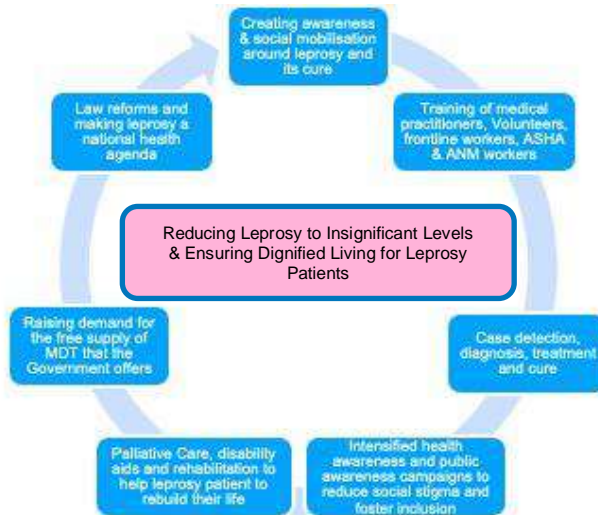 Creating awareness
& social mobilisation
around leprosy and
its cure
Training of medical
practitioners, Volunteers,
frontline workers, ASHA
& ANM workers
Case detection,
diagnosis, treatment
and cure
Intensified health
awareness and public
awareness campaigns to
reduce social stigma and
foster inclusion
Palliative Care, disability
aids and rehabilitation to
help leprosy patient to
rebuild their life
Raising demand for
the free supply of
MDT that the
Government offers
Law reforms and
making leprosy a
national health
agenda
Reducing Leprosy to Insignificant Levels
& Ensuring Dignified Living for Leprosy
Patients